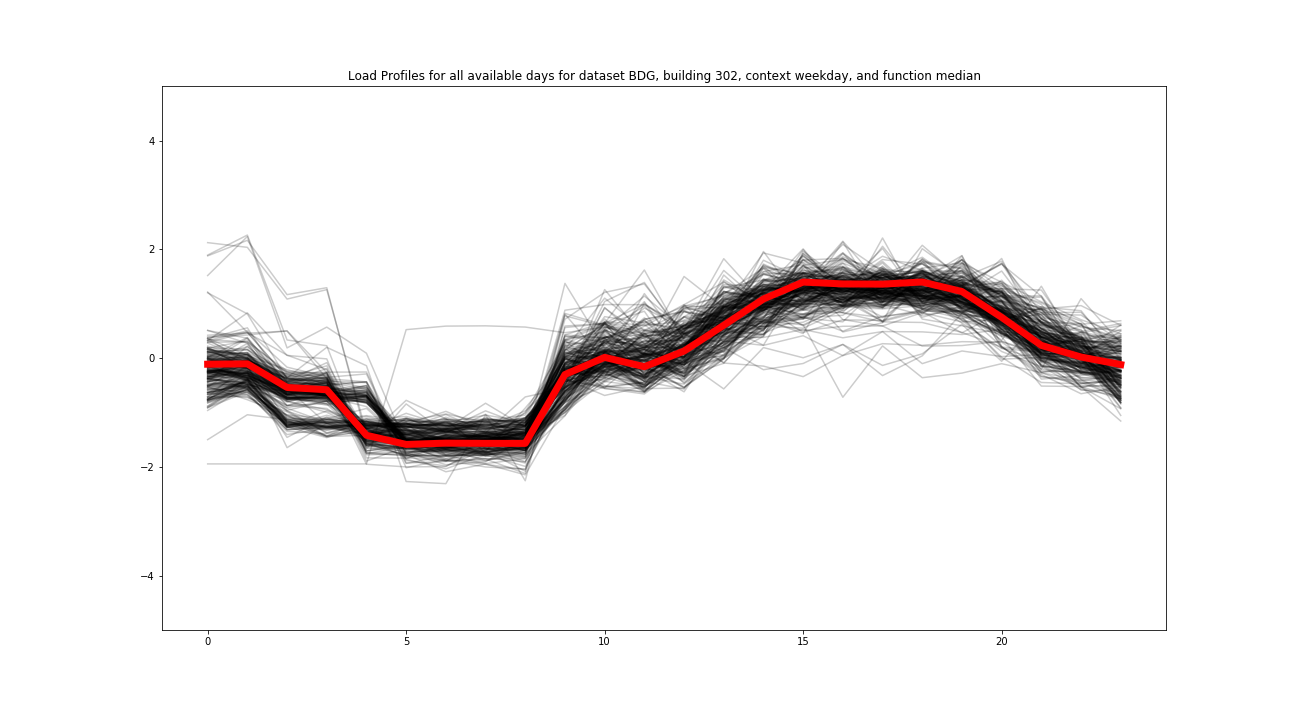 Load Profiles for all available days for dataset BDG, building 302, context weekday, and function median
4
2
0
−2
−4
0 5 10 15 20